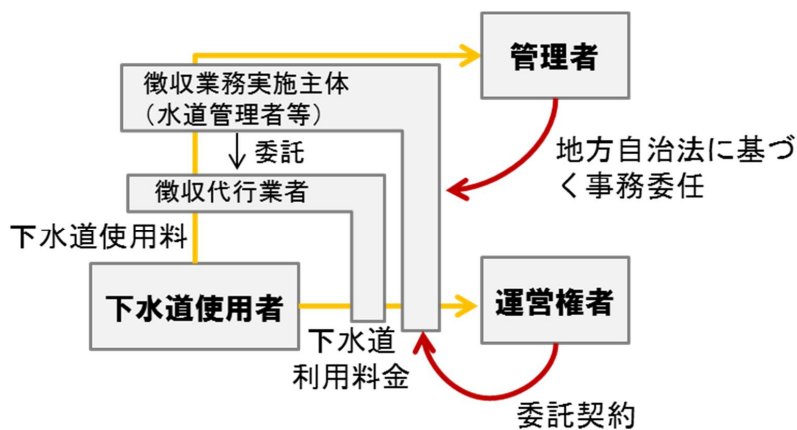 管理者
徴収業務実施主体
（水道管理者等）
委託
地方自治法に基づ
く事務委任
徴収代行業者
下水道使用料
下水道使用者
運営権者
下水道
利用料金
委託契約